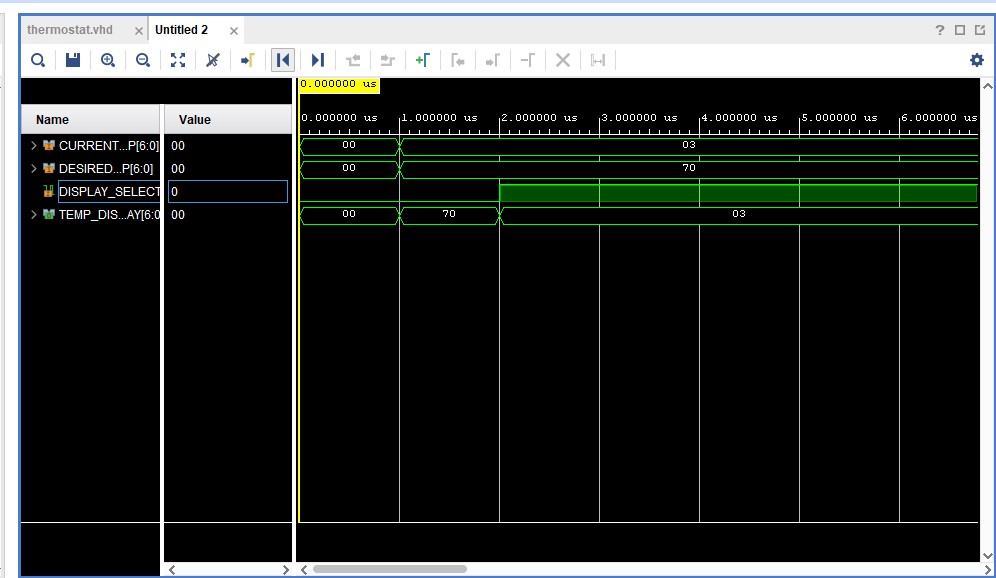 thermostat.vhd × Untitled 2 ×
0.000000 us
0.000000 us 1.000000 us 2.000000 us 3.000000 us 4.000000 us 5.000000 us 6.000000 us
Name Value
CURRENT...P[6:0] 00 00 03
DESIRED...P[6:0] 00 00 70
DISPLAY_SELECT 0
TEMP_DIS...AY[6:0 00 00 70 03